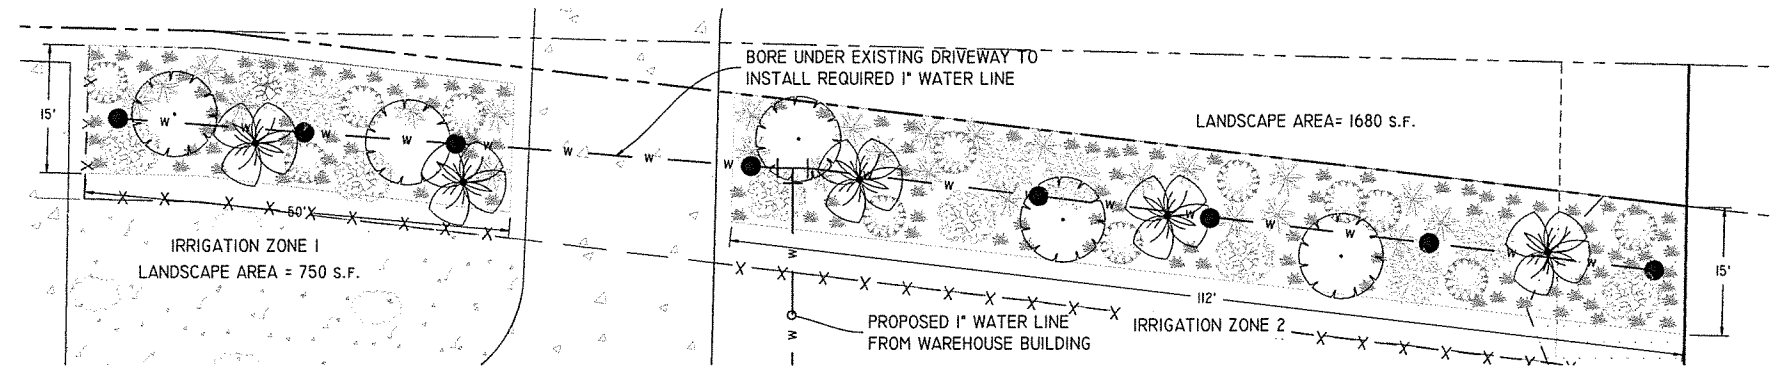 BORE UNDER EXISTING DRIVEWAY TO
INSTALL REQUIRED 1" WATER LINE
15'
LANDSCAPE AREA= 1680 S.F.
W W W W W W W W
W W W W W W W
50'
IRRIGATION ZONE 1
LANDSCAPE AREA = 750 S.F.
W
15'
112'
PROPOSED 1" WATER LINE
FROM WAREHOUSE BUILDING
IRRIGATION ZONE 2
W